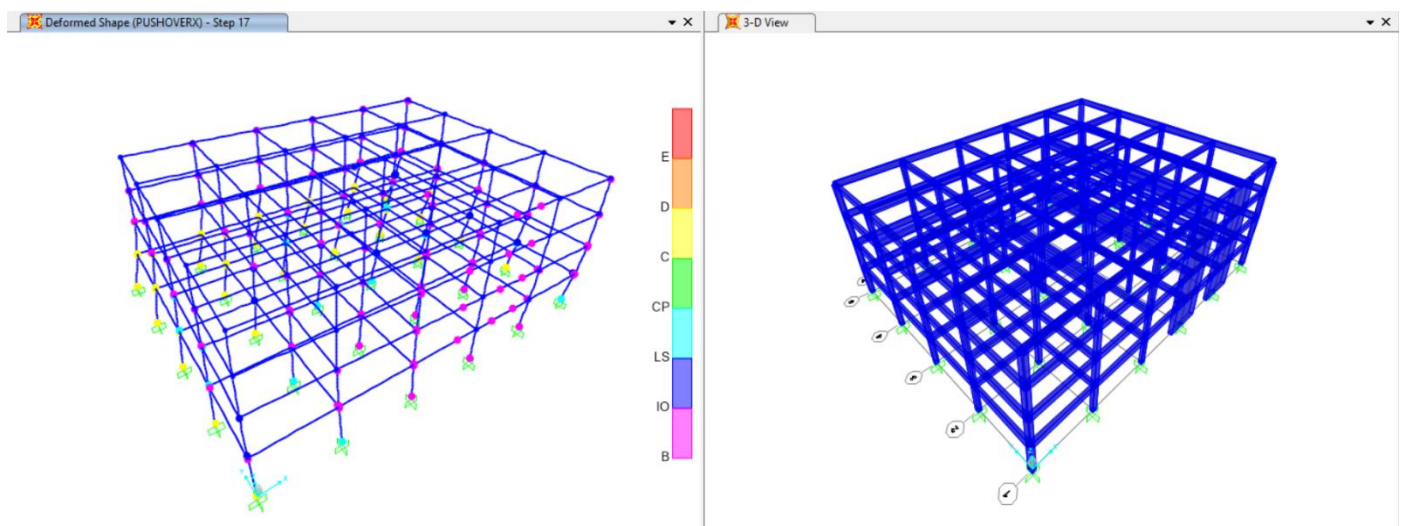 Deformed Shape (PUSHOVERX) - Step 17
3-D View
E
D
C
CP
LS
IO
B